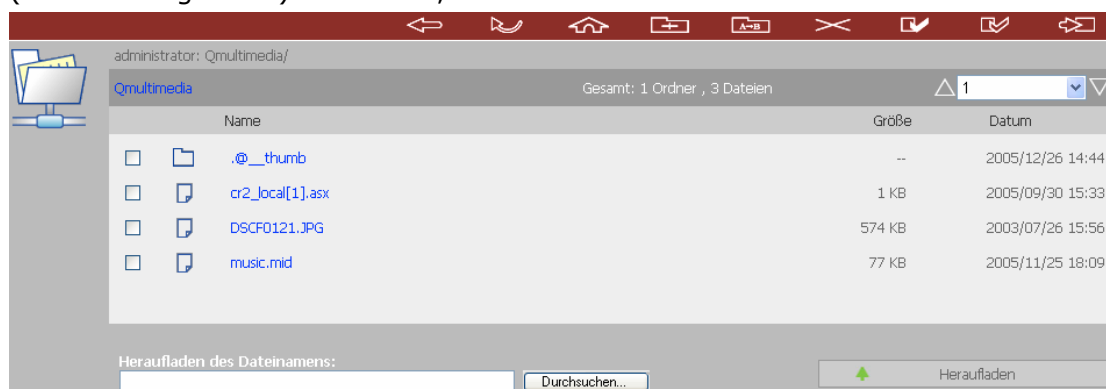 A→B
administrator: Qmultimedia/
Qmultimedia Gesamt: 1 Ordner , 3 Dateien 1
Name Größe Datum
.@__thumb -- 2005/12/26 14:44
cr2_local[1].asx 1 KB 2005/09/30 15:33
DSCF0121.JPG 574 KB 2003/07/26 15:56
music.mid 77 KB 2005/11/25 18:09
Heraufladen des Dateinamens:
Durchsuchen... Heraufladen